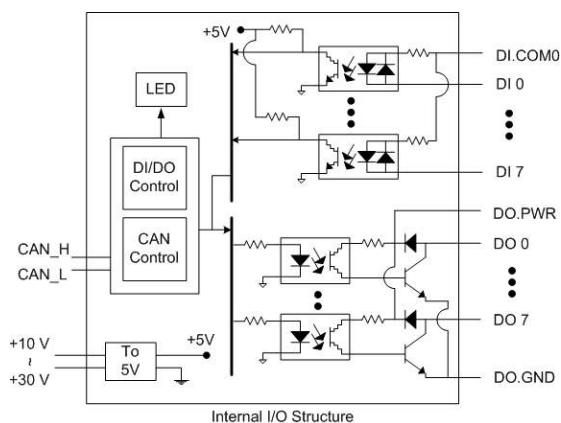 +5V
DI.COM0
LED
DI 0
DI/DO
Control
DI 7
DO.PWR
CAN
Control
DO 0
CAN_H
CAN_L
DO 7
+10 V
~
+30 V
To
5V
+5V
DO.GND
Internal I/O Structure